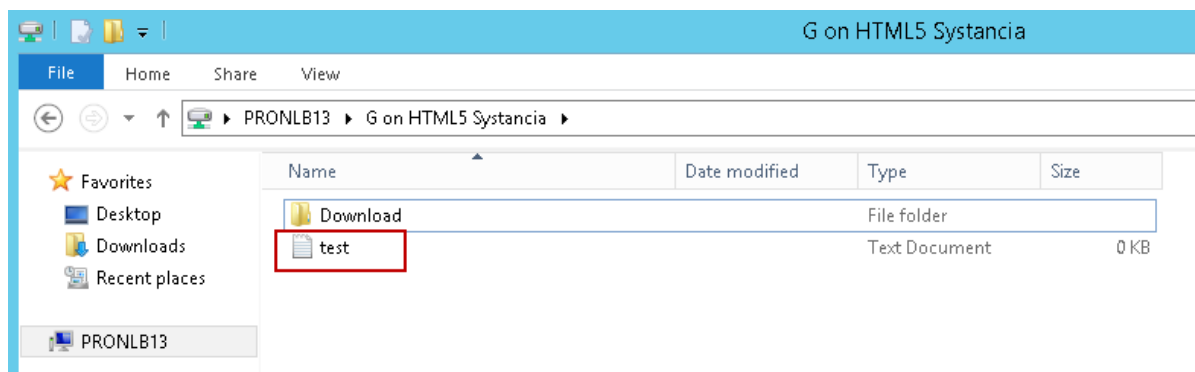 G on HTML5 Systancia
File Home Share View
PRONLB13 G on HTML5 Systancia
Name Date modified Type Size
Favorites
Desktop
Downloads
Recent places
PRONLB13
Download File folder
test Text Document 0 KB